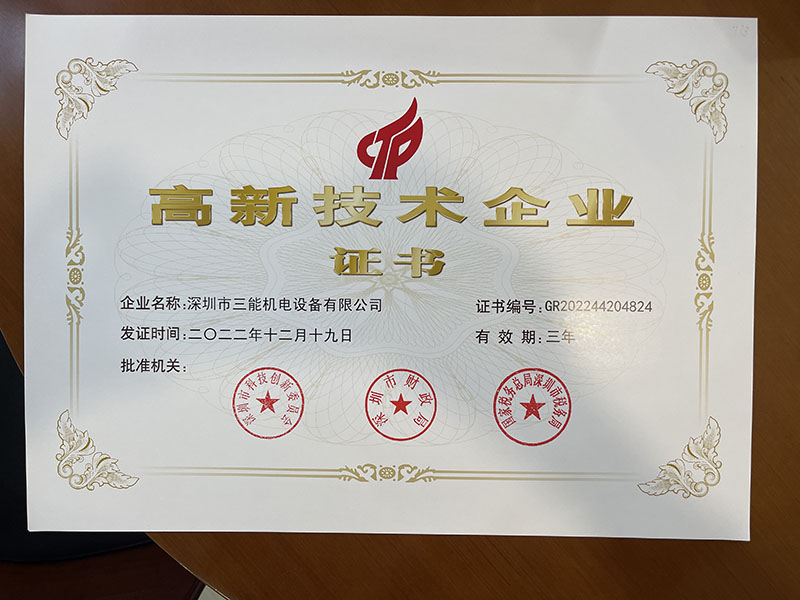 高新技术企业
证书
企业名称:深圳市三能机电设备有限公司
证书编号:GR202244204824
发证时间:二〇二二年十二月十九日
有效期:三年
批准机关:
深圳市科技创新委员会
深圳市财政局
国家税务总局深圳市税务局